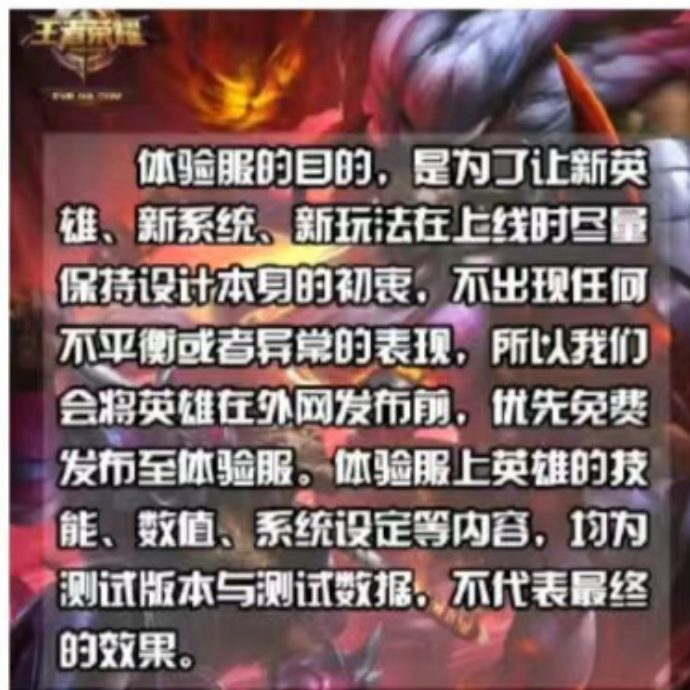 王者荣耀
体验服的目的，是为了让新英
雄、新系统、新玩法在上线时尽量
保持设计本身的初衷，不出现任何
不平衡或者异常的表现，所以我们
会将英雄在外网发布前，优先免费
发布至体验服。体验服上英雄的技
能、数值、系统设定等内容，均为
测试版本与测试数据，不代表最终
的效果。